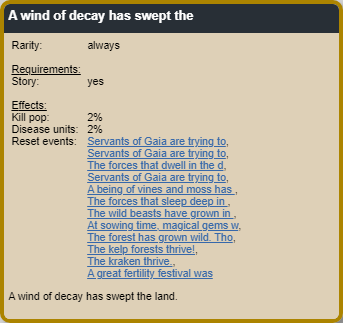 A wind of decay has swept the
Rarity: always
Requirements:
Story: yes
Effects:
Kill pop: 2%
Disease units: 2%
Reset events: Servants of Gaia are trying to,
Servants of Gaia are trying to,
The forces that dwell in the d,
Servants of Gaia are trying to,
A being of vines and moss has ,
The forces that sleep deep in ,
The wild beasts have grown in ,
At sowing time, magical gems w,
The forest has grown wild. Tho,
The kelp forests thrive!,
The kraken thrive.,
A great fertility festival was
A wind of decay has swept the land.